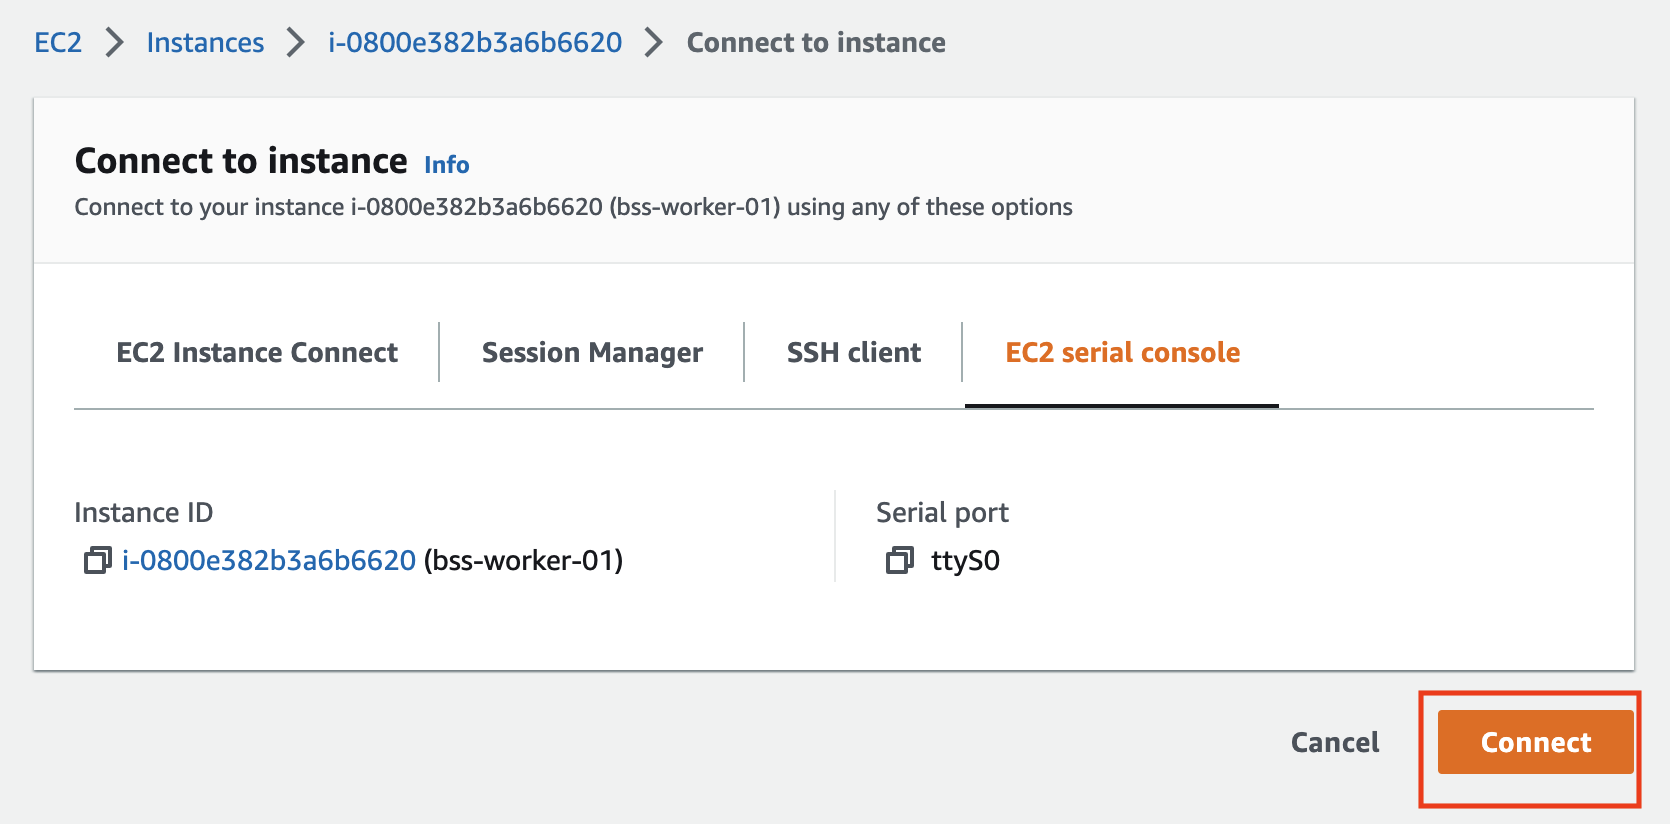 EC2 > Instances > i-0800e382b3a6b6620 > Connect to instance
Connect to instance Info
Connect to your instance i-0800e382b3a6b6620 (bss-worker-01) using any of these options
EC2 Instance Connect Session Manager SSH client EC2 serial console
Instance ID Serial port
i-0800e382b3a6b6620 (bss-worker-01) ttyS0
Cancel Connect